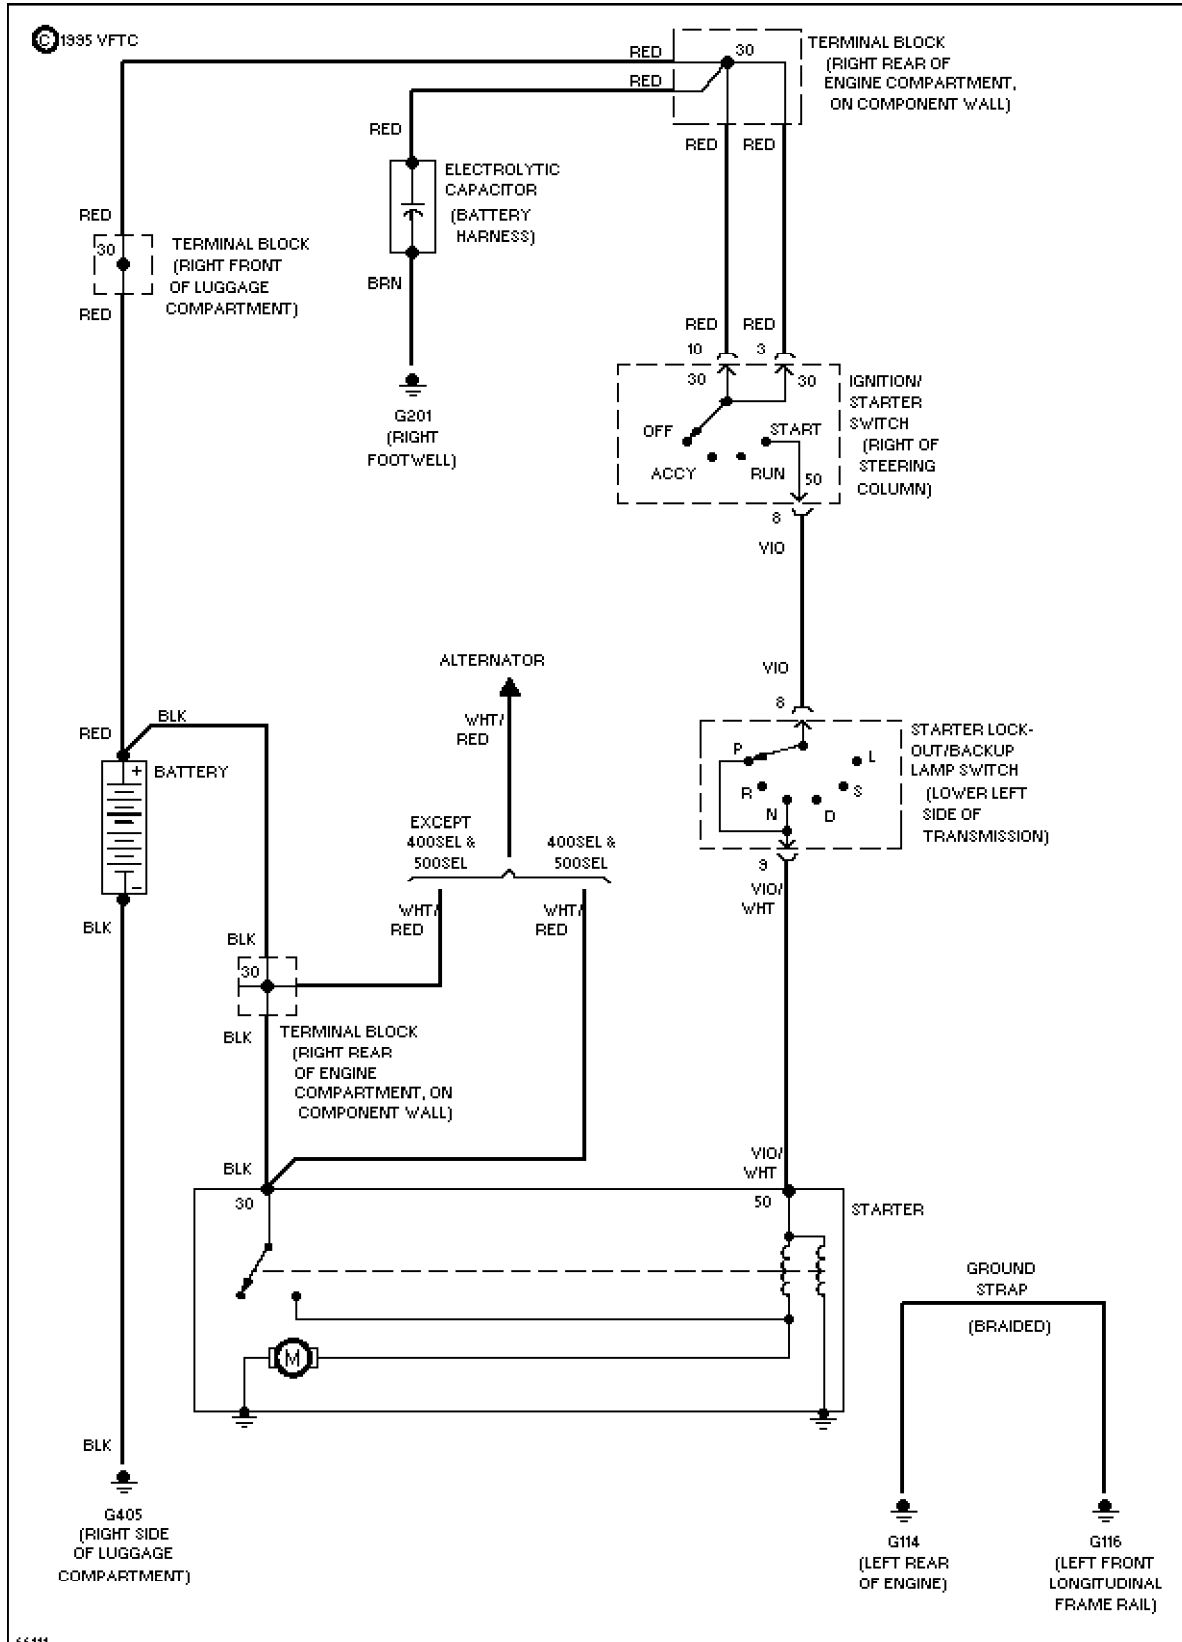 © 1995 VFTC
RED
30
TERMINAL BLOCK
(RIGHT REAR OF
ENGINE COMPARTMENT,
ON COMPONENT WALL)
RED
RED
RED RED
ELECTROLYTIC
CAPACITOR
(BATTERY
HARNESS)
RED
30
TERMINAL BLOCK
(RIGHT FRONT
OF LUGGAGE
COMPARTMENT)
RED
BRN
G201
(RIGHT
FOOTWELL)
RED RED
10 3
30 30
IGNITION/
STARTER
SWITCH
(RIGHT OF
STEERING
COLUMN)
OFF
START
ACCY
RUN
50
8
VIO
VIO
8
ALTERNATOR
WHT/
RED
BLK
RED
+
BATTERY
-
P
L
R
S
N
D
STARTER LOCK-
OUT/BACKUP
LAMP SWITCH
(LOWER LEFT
SIDE OF
TRANSMISSION)
EXCEPT
400SEL &
500SEL
400SEL &
500SEL
9
VIO/
WHT
WHT/
RED
WHT/
RED
BLK
BLK
30
BLK
TERMINAL BLOCK
(RIGHT REAR
OF ENGINE
COMPARTMENT, ON
COMPONENT WALL)
BLK
VIO/
WHT
30
50
STARTER
M
GROUND
STRAP
(BRAIDED)
BLK
G405
(RIGHT SIDE
OF LUGGAGE
COMPARTMENT)
G114
(LEFT REAR
OF ENGINE)
G116
(LEFT FRONT
LONGITUDINAL
FRAME RAIL)